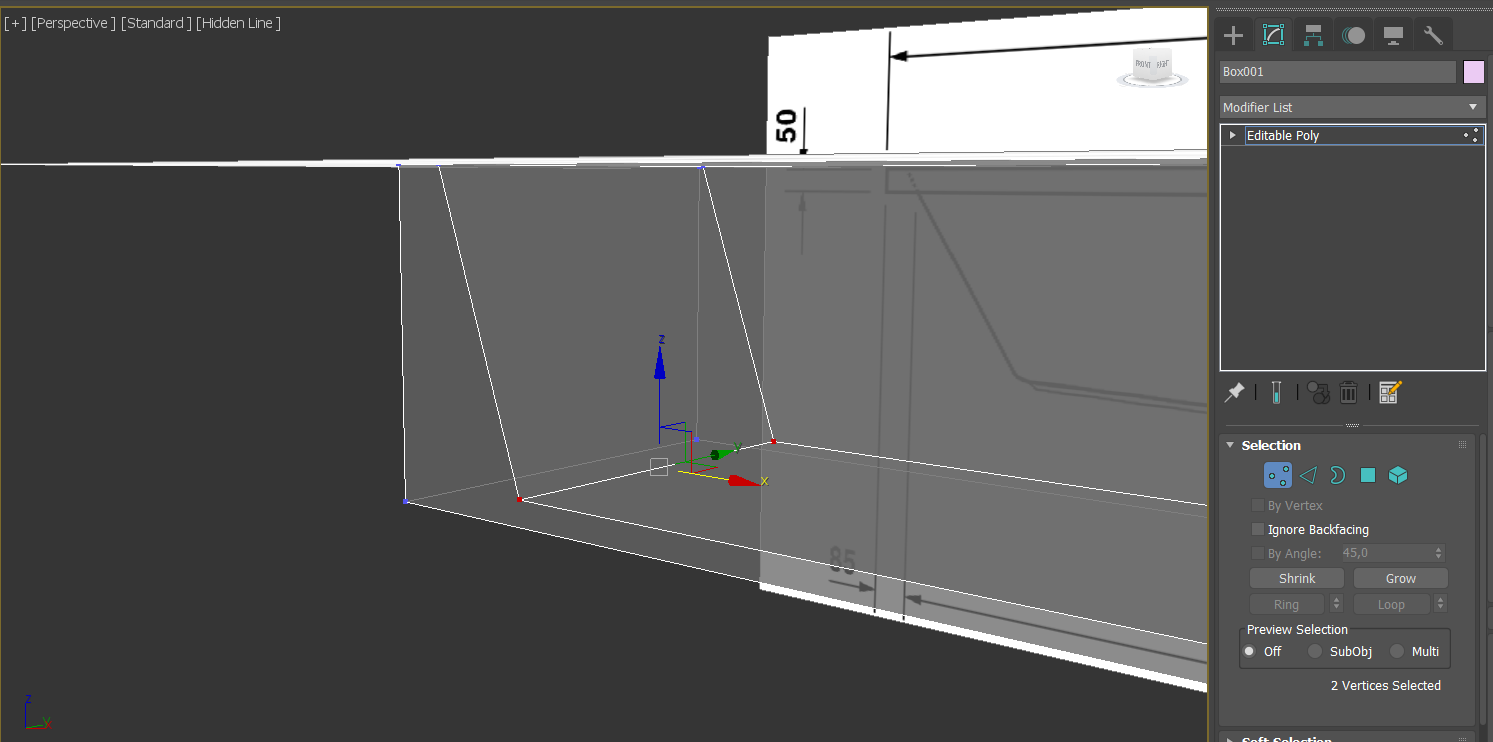 [+] [Perspective ] [Standard ] [Hidden Line ]
50
FRONT
RIGHT
z
y
x
85
z
y
Box001
Modifier List
Editable Poly
Selection
By Vertex
Ignore Backfacing
By Angle: 45,0
Shrink Grow
Ring Loop
Preview Selection
Off SubObj Multi
2 Vertices Selected
Soft Selection